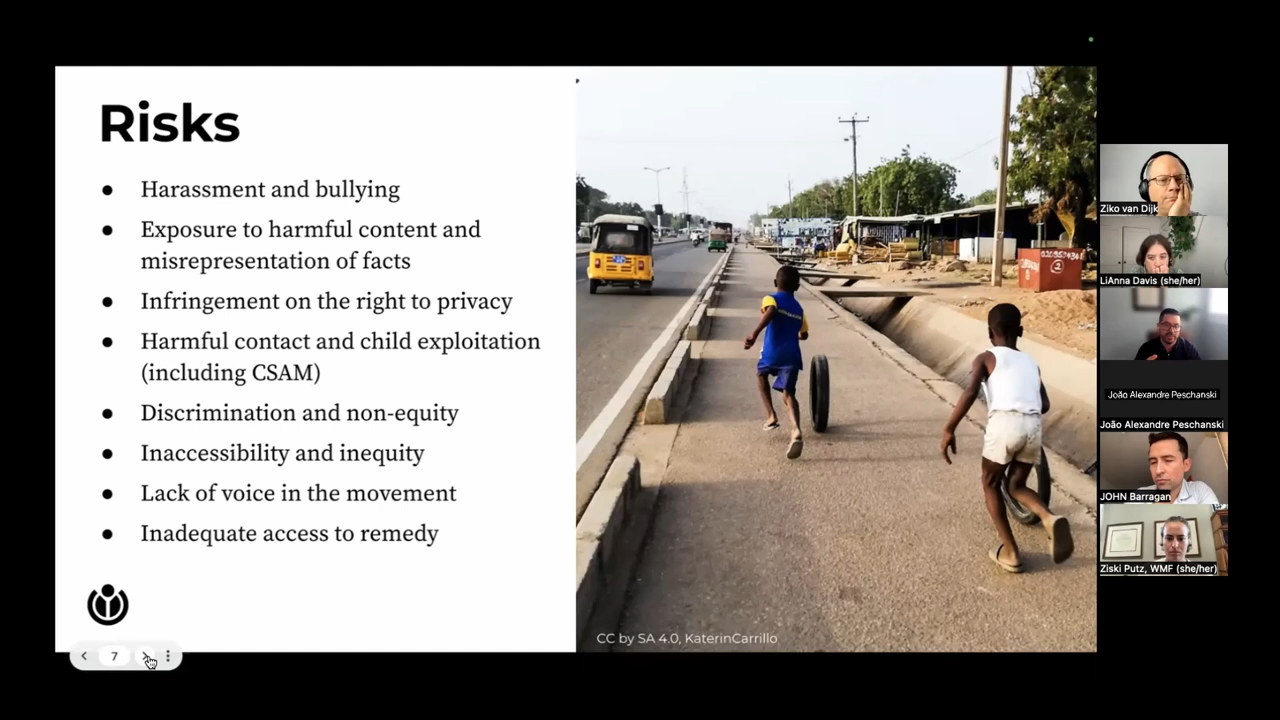 Risks
● Harassment and bullying
● Exposure to harmful content and
misrepresentation of facts
● Infringement on the right to privacy
● Harmful contact and child exploitation
(including CSAM)
● Discrimination and non-equity
● Inaccessibility and inequity
● Lack of voice in the movement
● Inadequate access to remedy
CC by SA 4.0, KaterinCarrillo
7
Ziko van Dijk
LiAnna Davis (she/her)
João Alexandre Peschanski
João Alexandre Peschanski
JOHN Barragan
Ziski Putz, WMF (she/her)